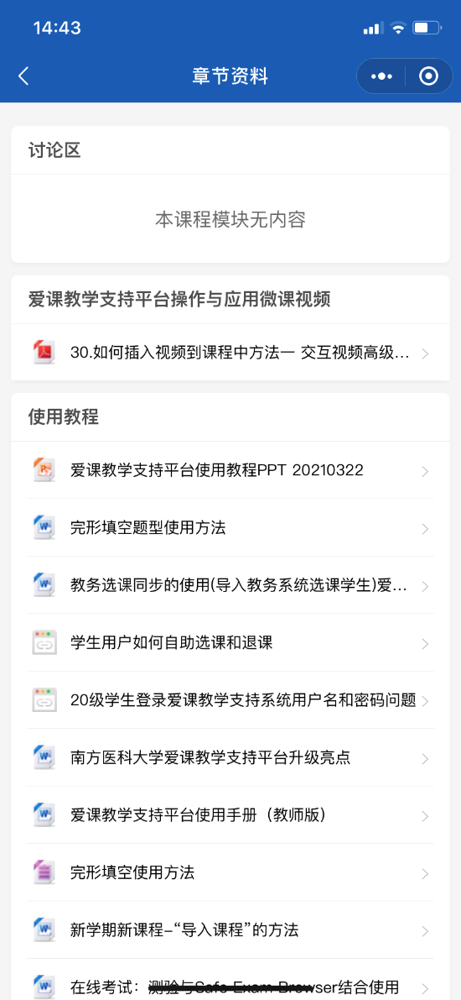 14:43
章节资料
讨论区
本课程模块无内容
爱课教学支持平台操作与应用微课视频
30.如何插入视频到课程中方法一 交互视频高级...
使用教程
爱课教学支持平台使用教程PPT 20210322
完形填空题型使用方法
教务选课同步的使用(导入教务系统选课学生)爱...
学生用户如何自助选课和退课
20级学生登录爱课教学支持系统用户名和密码问题
南方医科大学爱课教学支持平台升级亮点
爱课教学支持平台使用手册（教师版）
完形填空使用方法
新学期新课程–“导入课程”的方法
在线考试：测验与Safe Exam Browser结合使用